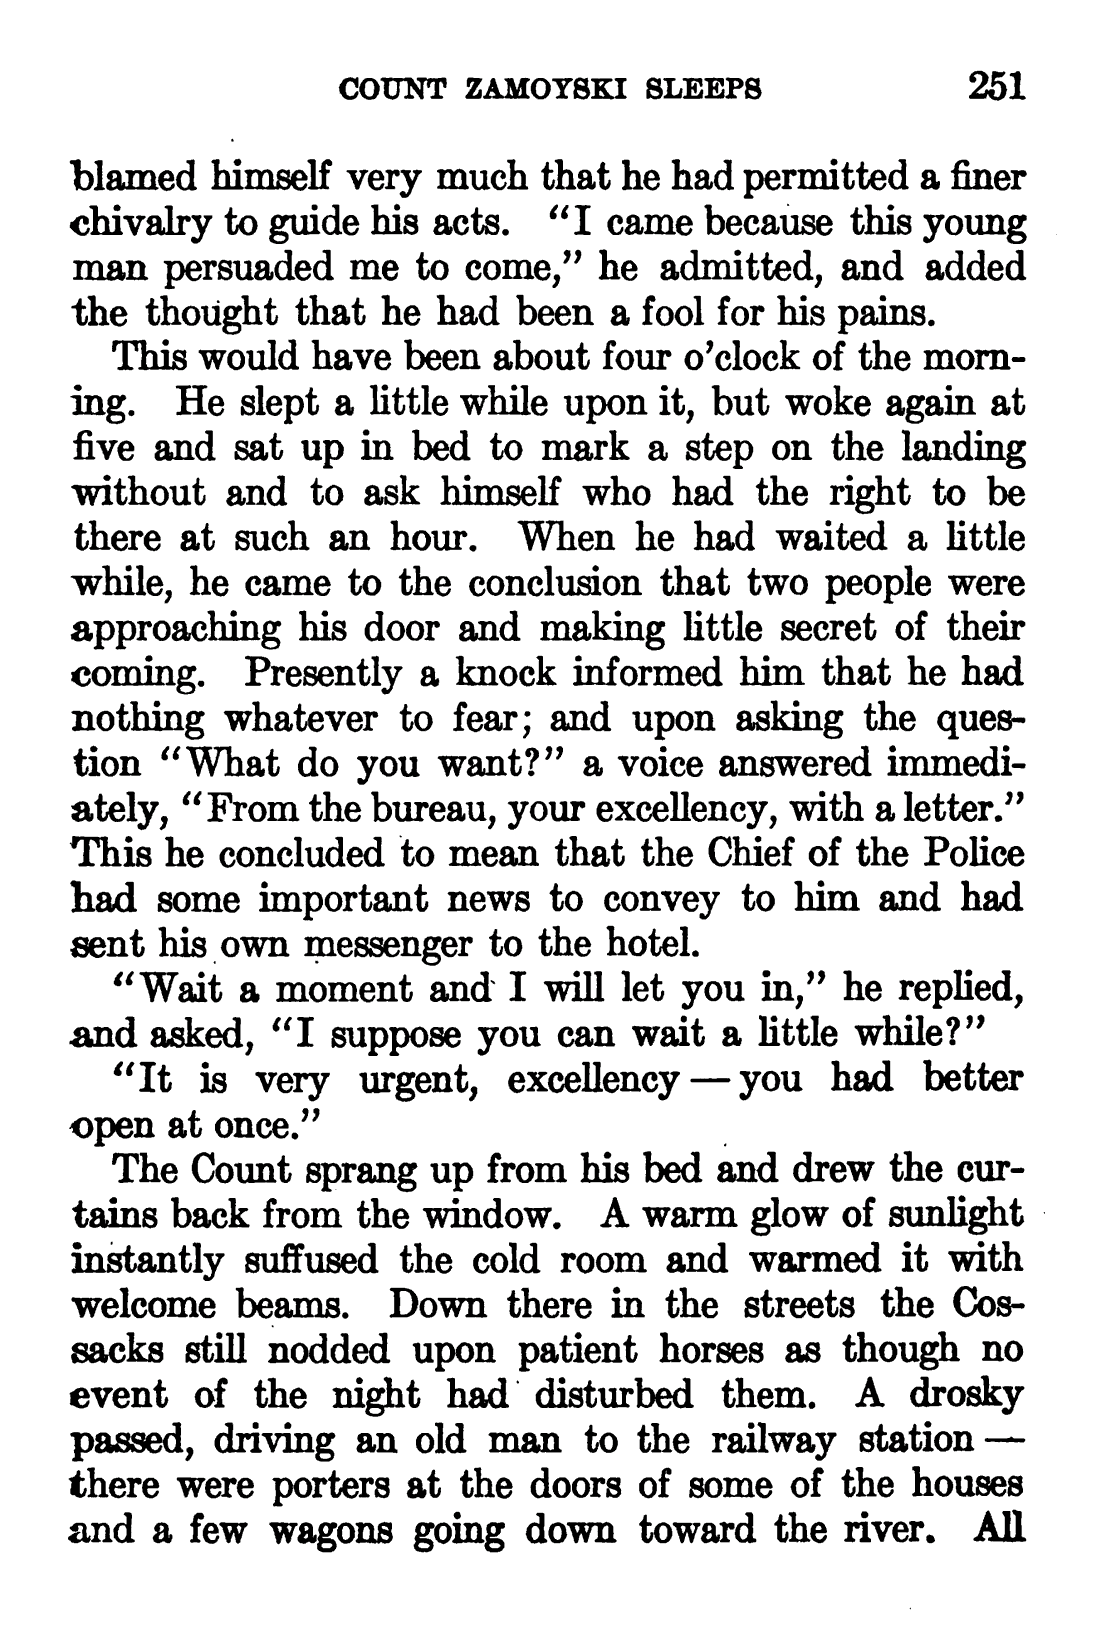 COUNT ZAMOYSKI SLEEPS 251
blamed himself very much that he had permitted a finer
chivalry to guide his acts. “I came because this young
man persuaded me to come,” he admitted, and added
the thought that he had been a fool for his pains.
This would have been about four o’clock of the morn-
ing. He slept a little while upon it, but woke again at
five and sat up in bed to mark a step on the landing
without and to ask himself who had the right to be
there at such an hour. When he had waited a little
while, he came to the conclusion that two people were
approaching his door and making little secret of their
coming. Presently a knock informed him that he had
nothing whatever to fear; and upon asking the ques-
tion “What do you want?” a voice answered immedi-
ately, “From the bureau, your excellency, with a letter.”
This he concluded to mean that the Chief of the Police
had some important news to convey to him and had
sent his own messenger to the hotel.
“Wait a moment and I will let you in,” he replied,
and asked, “I suppose you can wait a little while?”
“It is very urgent, excellency — you had better
open at once.”
The Count sprang up from his bed and drew the cur-
tains back from the window. A warm glow of sunlight
instantly suffused the cold room and warmed it with
welcome beams. Down there in the streets the Cos-
sacks still nodded upon patient horses as though no
event of the night had disturbed them. A drosky
passed, driving an old man to the railway station —
there were porters at the doors of some of the houses
and a few wagons going down toward the river. All